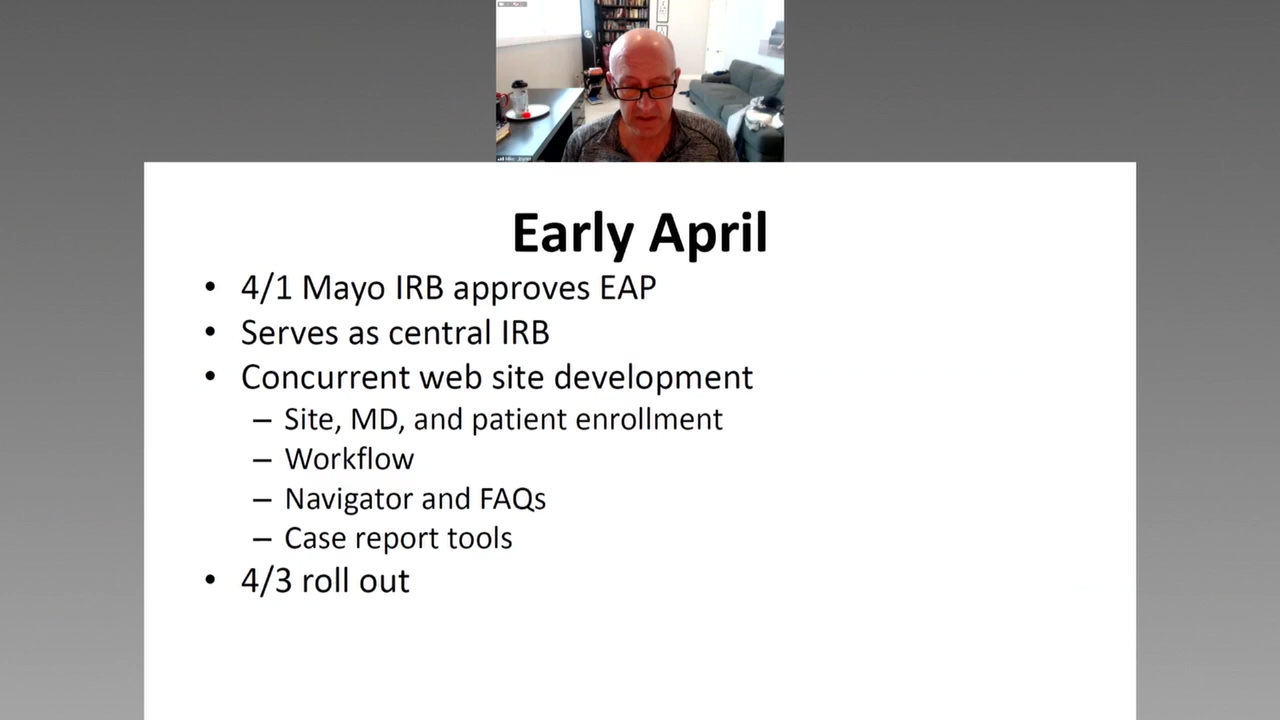 Early April
• 4/1 Mayo IRB approves EAP
• Serves as central IRB
• Concurrent web site development
– Site, MD, and patient enrollment
– Workflow
– Navigator and FAQs
– Case report tools
• 4/3 roll out